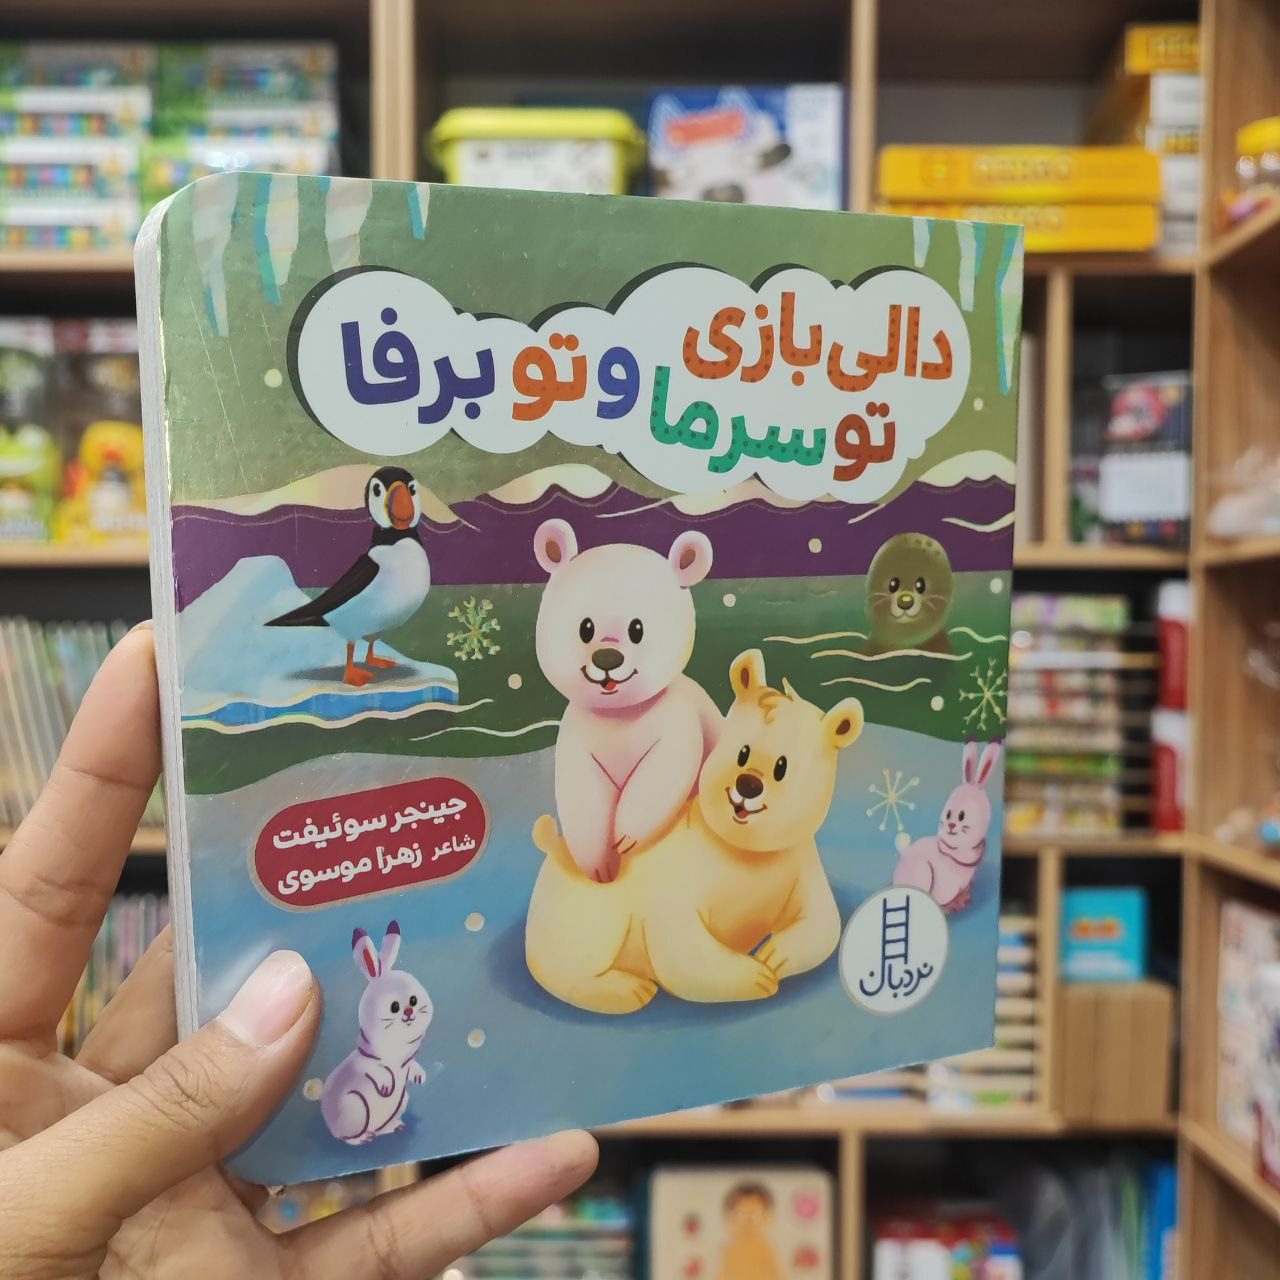 دالی‌بازی
تو سرما و تو برفا
جینجر سوئیفت
شاعر زهرا موسوی
نردبان